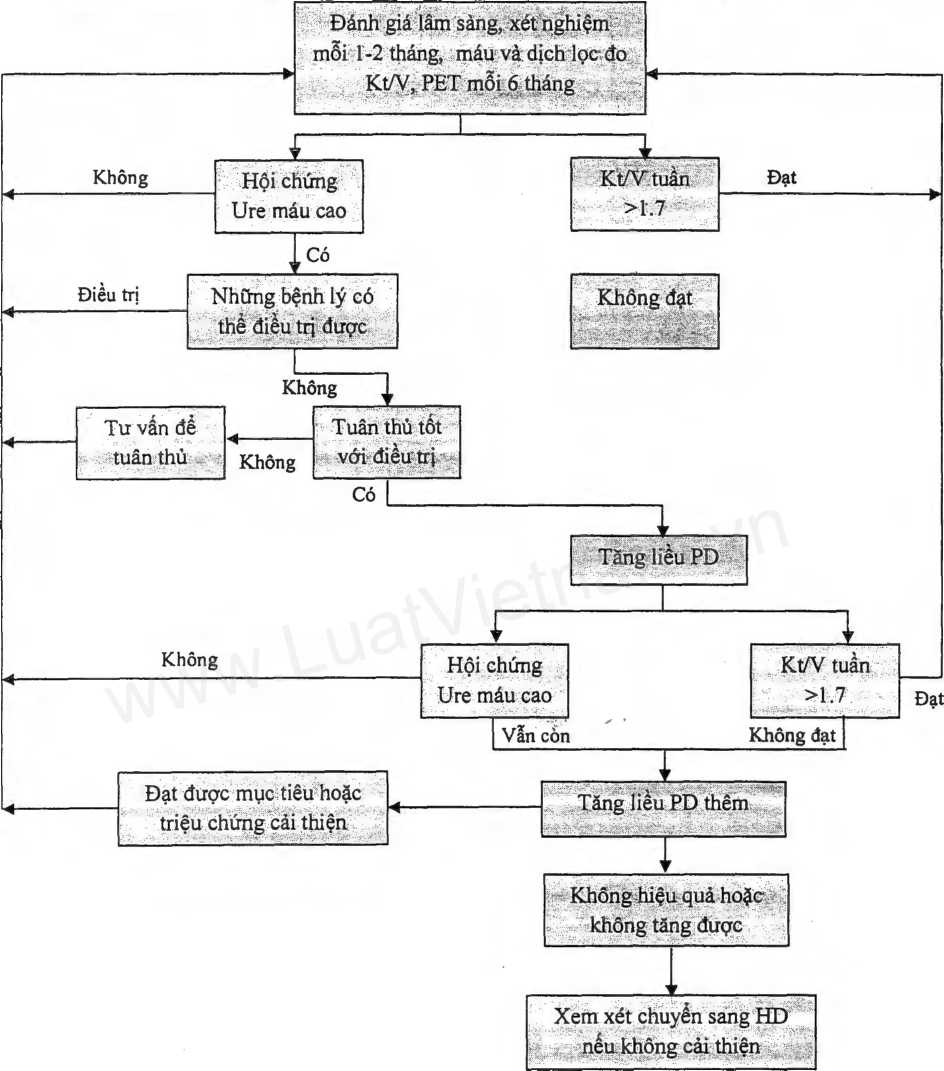 Đánh giá lâm sàng, xét nghiệm
mỗi 1-2 tháng, máu và dịch lọc đo
Kt/V, PET mỗi 6 tháng
Không
Hội chứng
Ure máu cao
Kt/V tuần
>1.7
Đạt
Có
Điều trị
Những bệnh lý có
thể điều trị được
Không đạt
Không
Tư vấn để
tuân thủ
Không
Tuân thủ tốt
với điều trị
Có
Tăng liều PD
www.LuatVietnam.vn
Không
Hội chứng
Ure máu cao
Kt/V tuần
>1.7
Đạt
Vẫn còn
Không đạt
Đạt được mục tiêu hoặc
triệu chứng cải thiện
Tăng liều PD thêm
Không hiệu quả hoặc
không tăng được
Xem xét chuyển sang HD
nếu không cải thiện